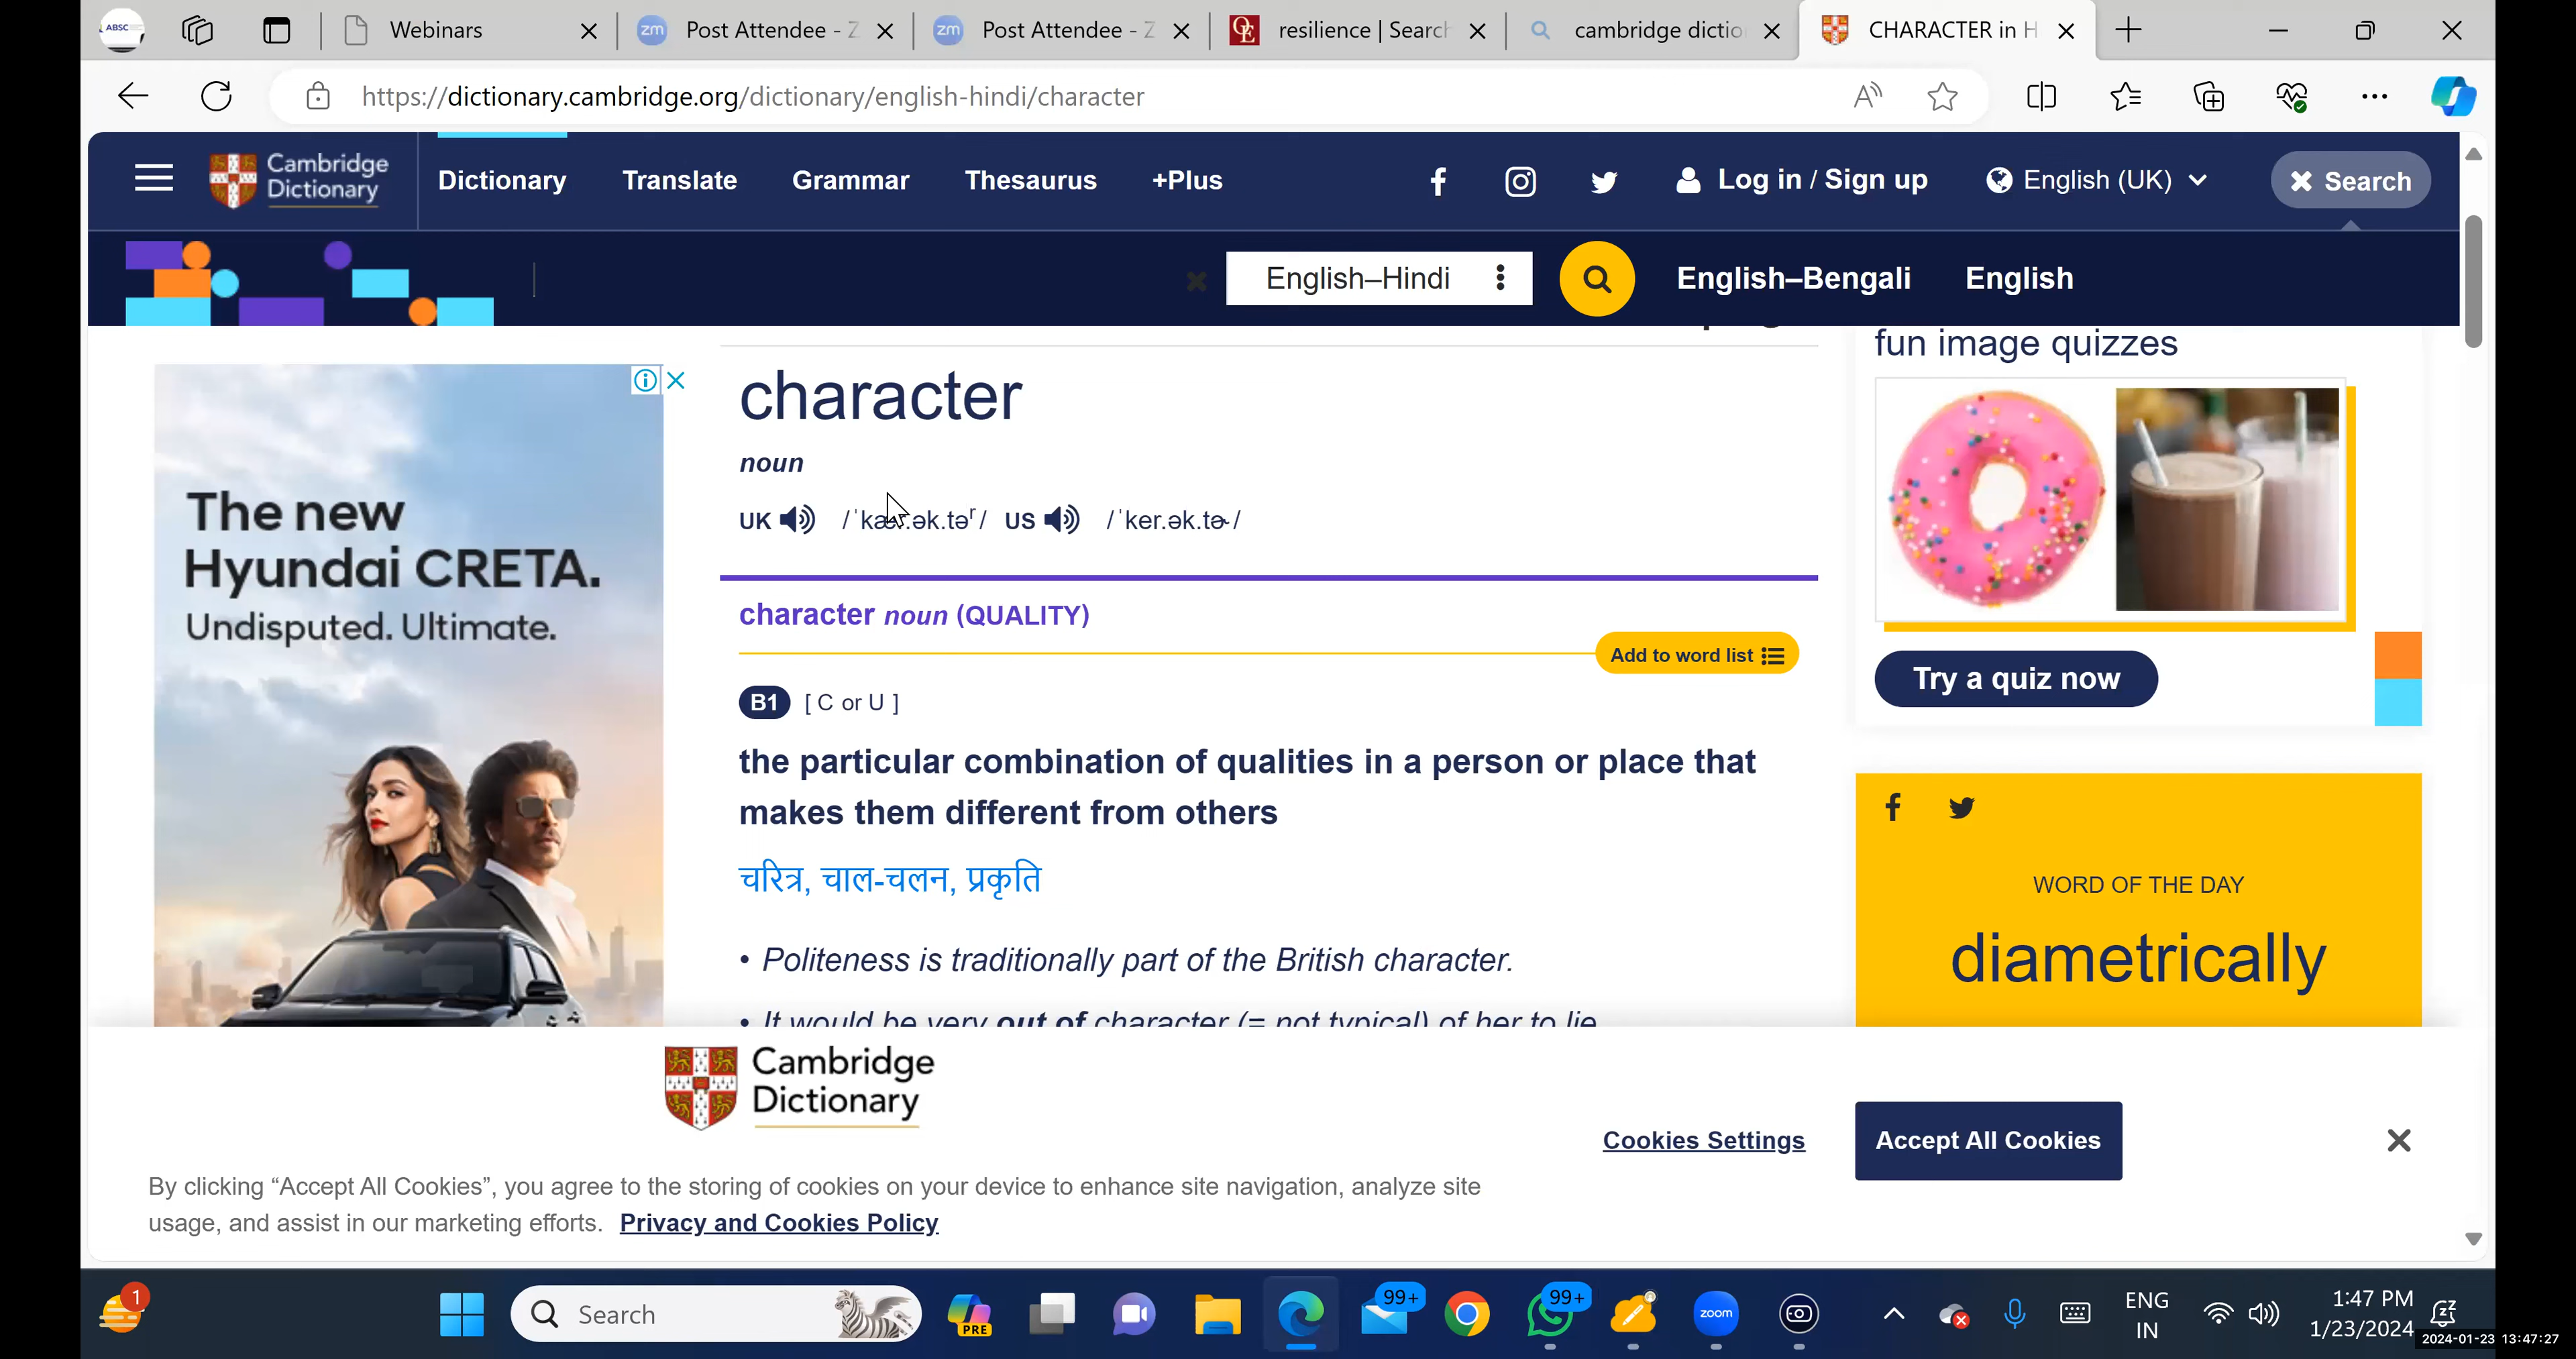 ABSC
Webinars
Post Attendee - Z
Post Attendee - Z
resilience | Search
cambridge dictio
CHARACTER in H
https://dictionary.cambridge.org/dictionary/english-hindi/character
Cambridge
Dictionary
Dictionary
Translate
Grammar
Thesaurus
+Plus
Log in / Sign up
English (UK)
Search
English–Hindi
English–Bengali
English
fun image quizzes
character
noun
UK /ˈkær.ək.tər/ US /ˈker.ək.tɚ/
The new
Hyundai CRETA.
Undisputed. Ultimate.
character noun (QUALITY)
Add to word list
Try a quiz now
B1 [ C or U ]
the particular combination of qualities in a person or place that
makes them different from others
चरित्र, चाल-चलन, प्रकृति
• Politeness is traditionally part of the British character.
• It would be very out of character (= not typical) of her to lie
WORD OF THE DAY
diametrically
Cambridge
Dictionary
Cookies Settings
Accept All Cookies
By clicking “Accept All Cookies”, you agree to the storing of cookies on your device to enhance site navigation, analyze site
usage, and assist in our marketing efforts. Privacy and Cookies Policy
1
Search
PRE
99+
99+
zoom
ENG
IN
1:47 PM
1/23/2024
2024-01-23 13:47:27